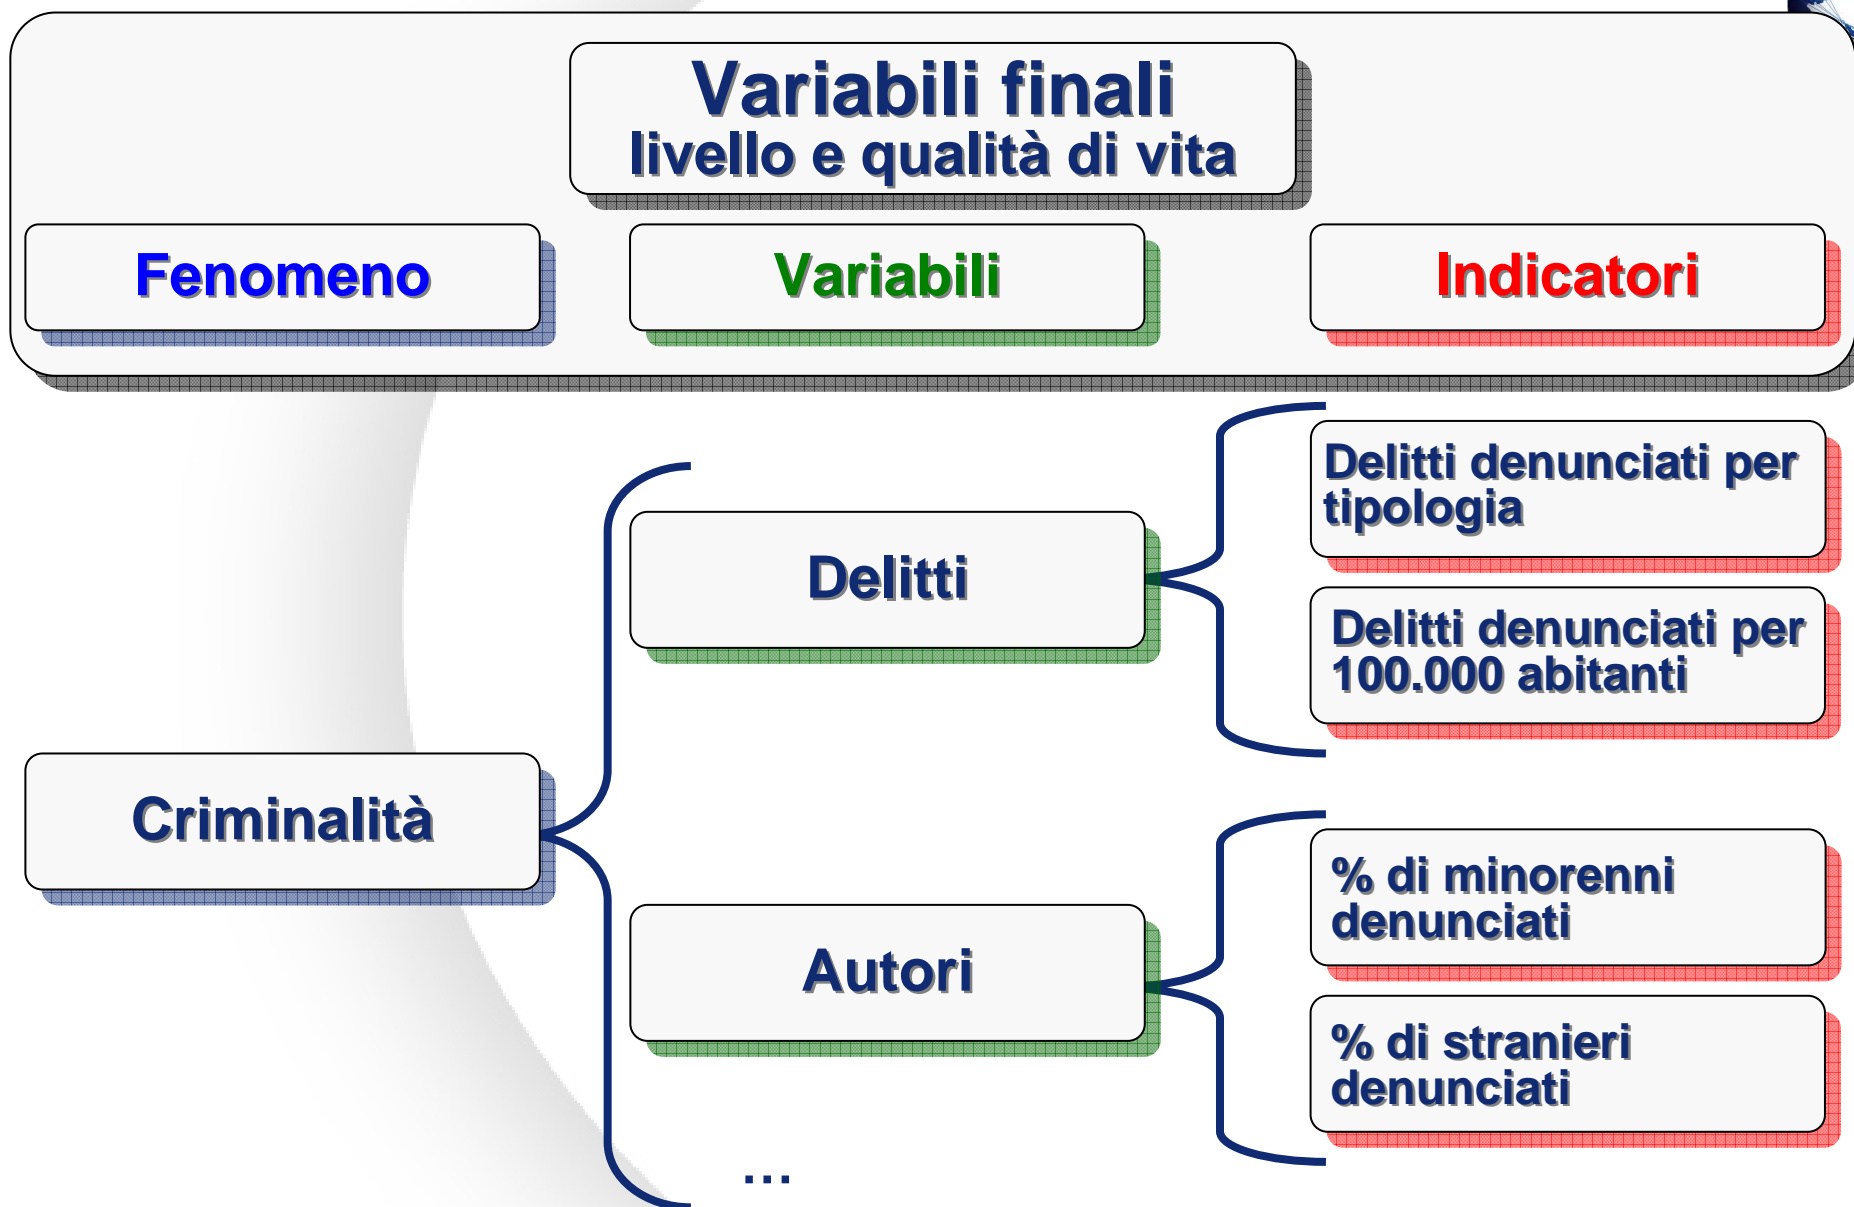 Variabili finali
livello e qualità di vita
Fenomeno
Variabili
Indicatori
Criminalità
Delitti
Delitti denunciati per
tipologia
Delitti denunciati per
100.000 abitanti
Autori
% di minorenni
denunciati
% di stranieri
denunciati
...